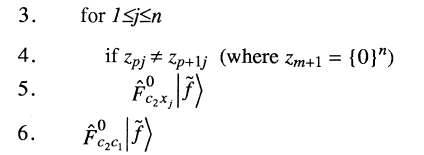 3. for 1≤j≤n
4. if z_{pj} ≠ z_{p+1j} (where z_{m+1} = {0}^n)
5. F̂^0_{c_2x_j}|f̃⟩
6. F̂^0_{c_2c_1}|f̃⟩